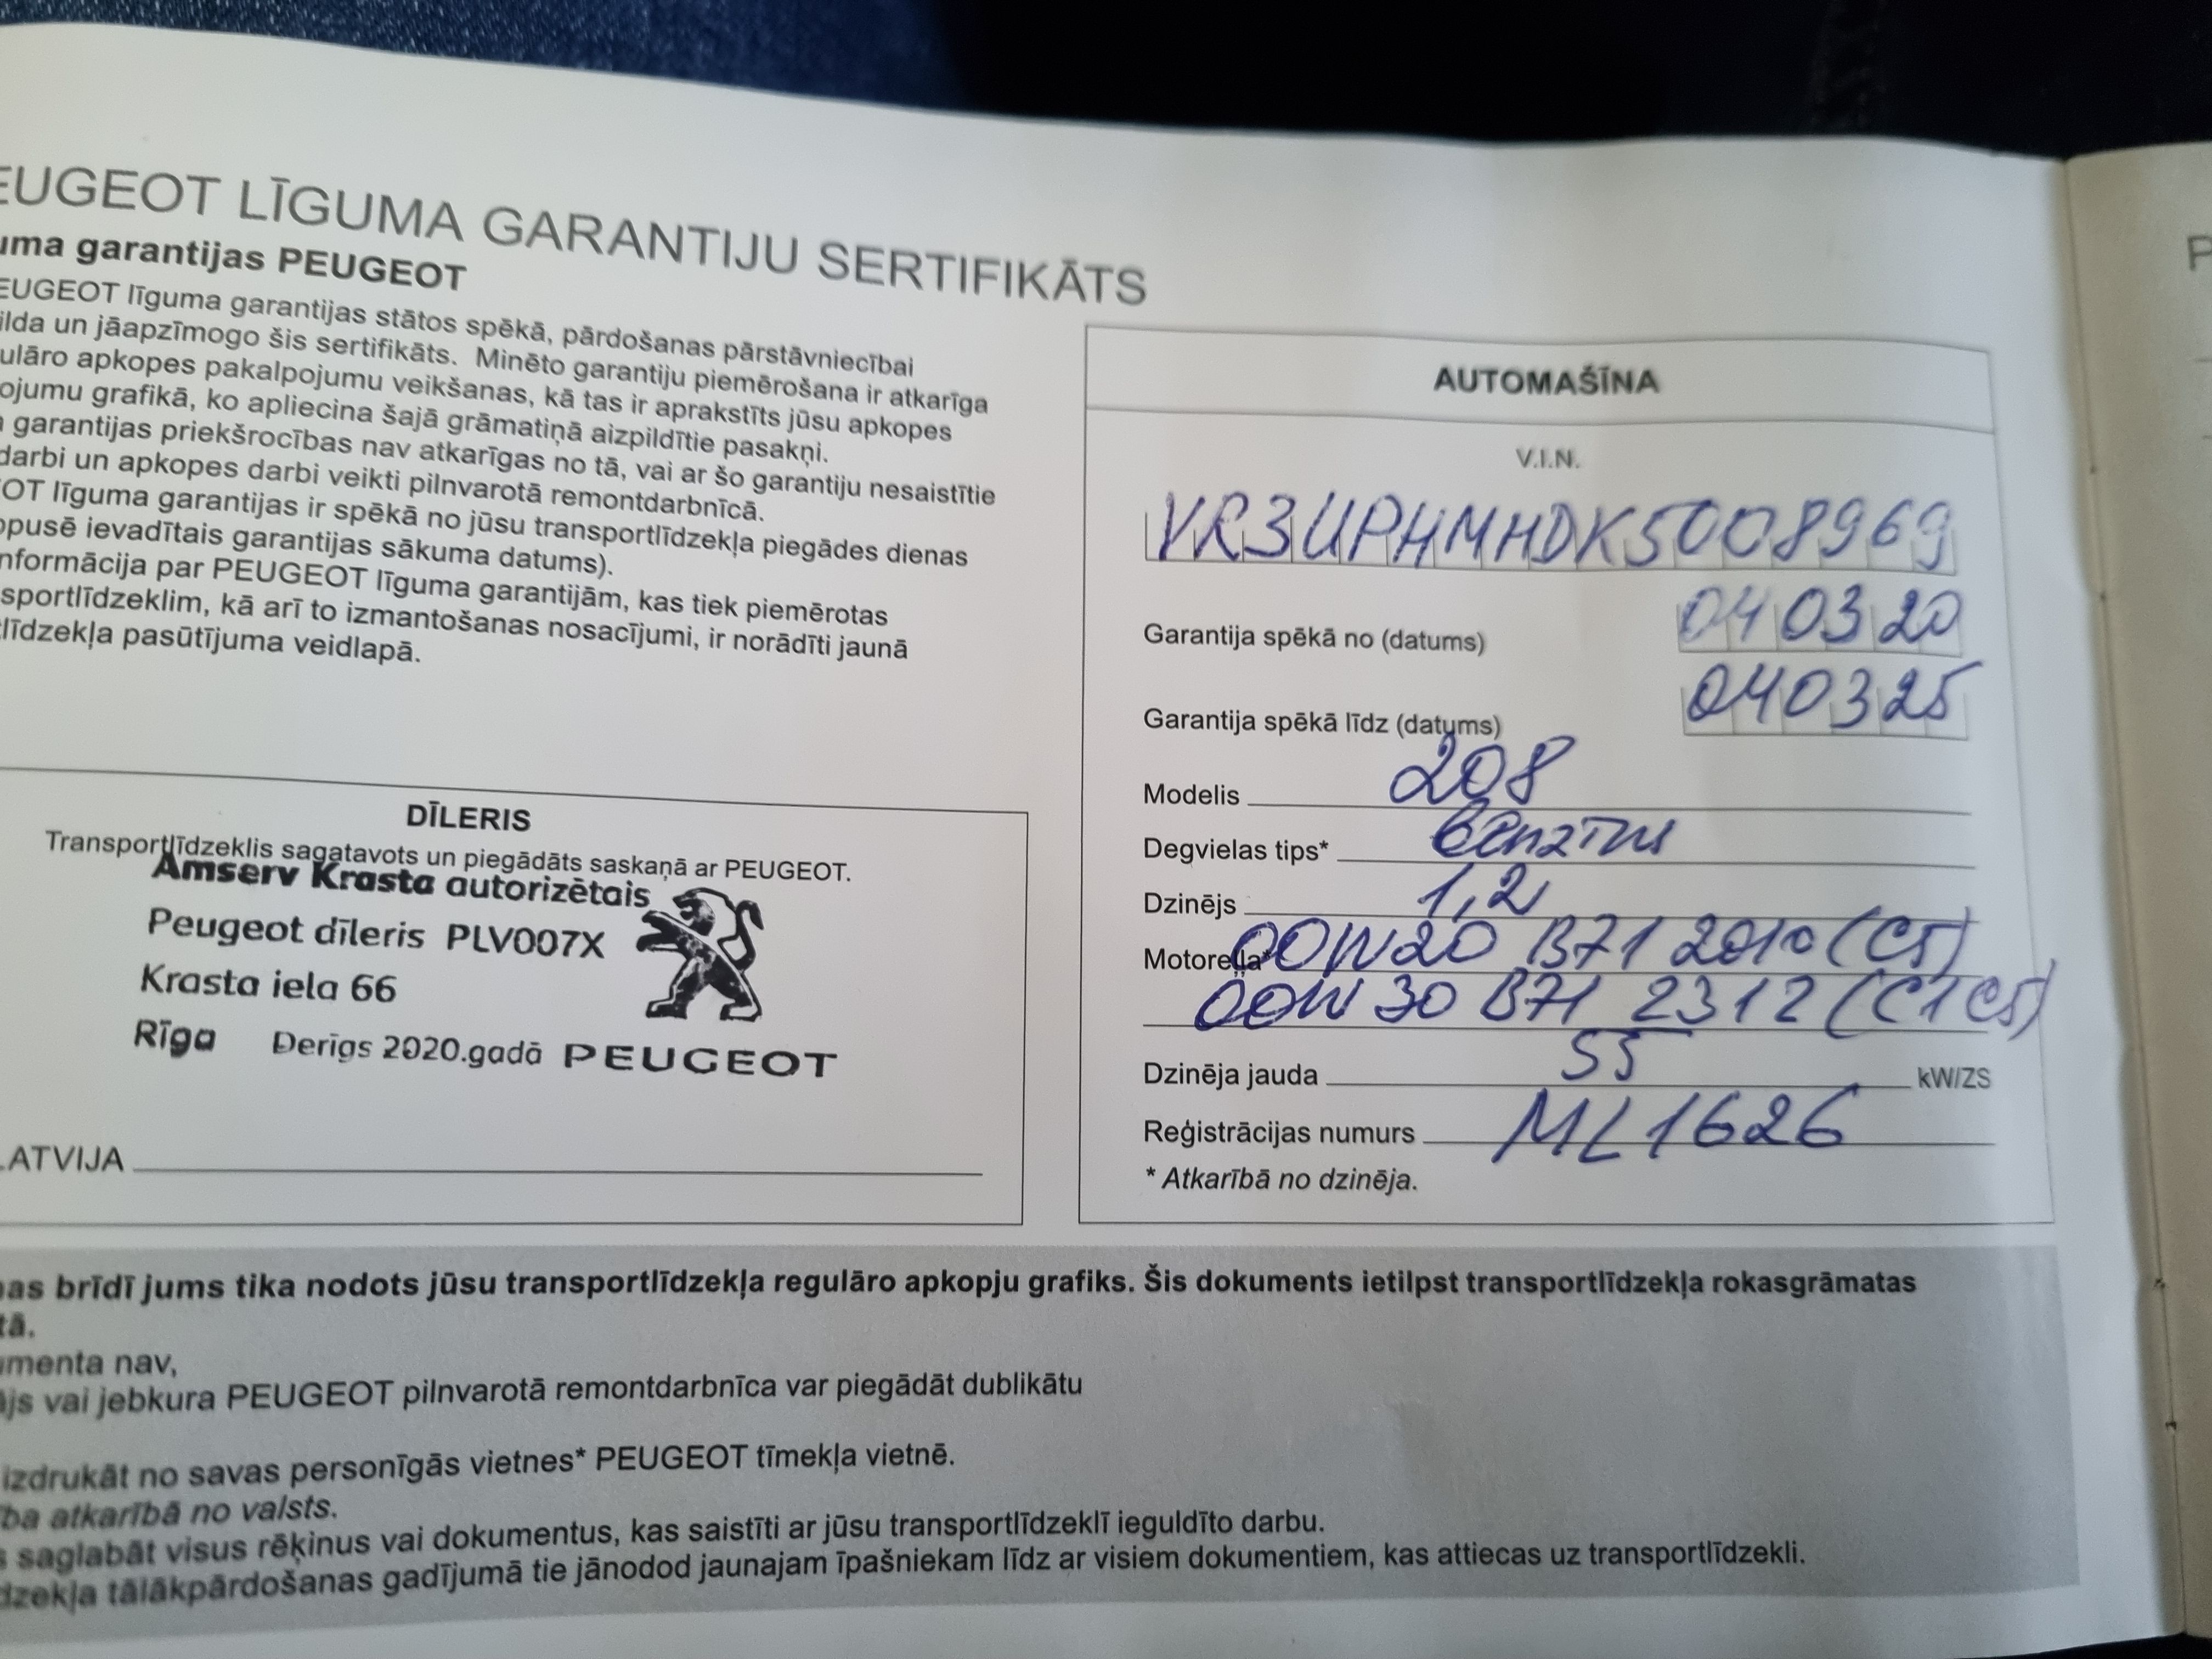 EUGEOT LĪGUMA GARANTIJU SERTIFIKĀTS
uma garantijas PEUGEOT
EUGEOT līguma garantijas stātos spēkā, pārdošanas pārstāvniecībai
ilda un jāapzīmogo šis sertifikāts. Minēto garantiju piemērošana ir atkarīga
ulāro apkopes pakalpojumu veikšanas, kā tas ir aprakstīts jūsu apkopes
ojumu grafikā, ko apliecina šajā grāmatiņā aizpildītie pasakņi.
garantijas priekšrocības nav atkarīgas no tā, vai ar šo garantiju nesaistītie
darbi un apkopes darbi veikti pilnvarotā remontdarbnīcā.
OT līguma garantijas ir spēkā no jūsu transportlīdzekļa piegādes dienas
opusē ievadītais garantijas sākuma datums).
nformācija par PEUGEOT līguma garantijām, kas tiek piemērotas
sportlīdzeklim, kā arī to izmantošanas nosacījumi, ir norādīti jaunā
līdzekļa pasūtījuma veidlapā.
DĪLERIS
Transportlīdzeklis sagatavots un piegādāts saskaņā ar PEUGEOT.
Amserv Krasta autorizētais
Peugeot dīleris PLV007X
Krasta iela 66
Rīga Derīgs 2020.gadā PEUGEOT
LATVIJA
AUTOMAŠĪNA
V.I.N.
VR3UPHMHDK5008969
Garantija spēkā no (datums) 040320
Garantija spēkā līdz (datums) 040325
Modelis 208
Degvielas tips* benzīns
Dzinējs 1,2
Motoreļļa* 00W20 B71 2010 (C5)
00W30 B71 2312 (C1 C5)
Dzinēja jauda 55 kW/ZS
Reģistrācijas numurs ML1626
* Atkarībā no dzinēja.
nas brīdī jums tika nodots jūsu transportlīdzekļa regulāro apkopju grafiks. Šis dokuments ietilpst transportlīdzekļa rokasgrāmatas
tā.
umenta nav,
ājs vai jebkura PEUGEOT pilnvarotā remontdarbnīca var piegādāt dublikātu
izdrukāt no savas personīgās vietnes* PEUGEOT tīmekļa vietnē.
ba atkarībā no valsts.
s saglabāt visus rēķinus vai dokumentus, kas saistīti ar jūsu transportlīdzeklī ieguldīto darbu.
dzekļa tālākpārdošanas gadījumā tie jānodod jaunajam īpašniekam līdz ar visiem dokumentiem, kas attiecas uz transportlīdzekli.
P